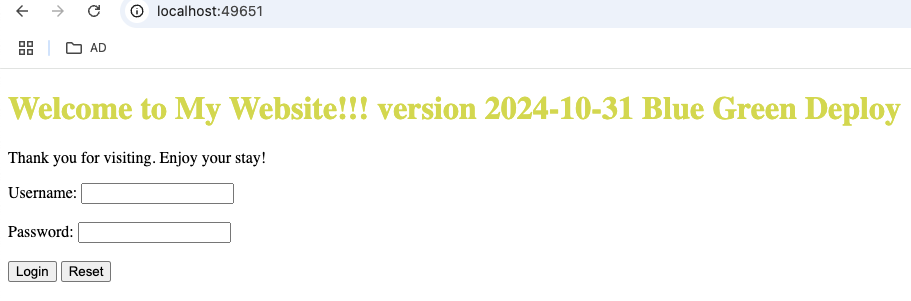 localhost:49651
AD
Welcome to My Website!!! version 2024-10-31 Blue Green Deploy
Thank you for visiting. Enjoy your stay!
Username:
Password:
Login Reset